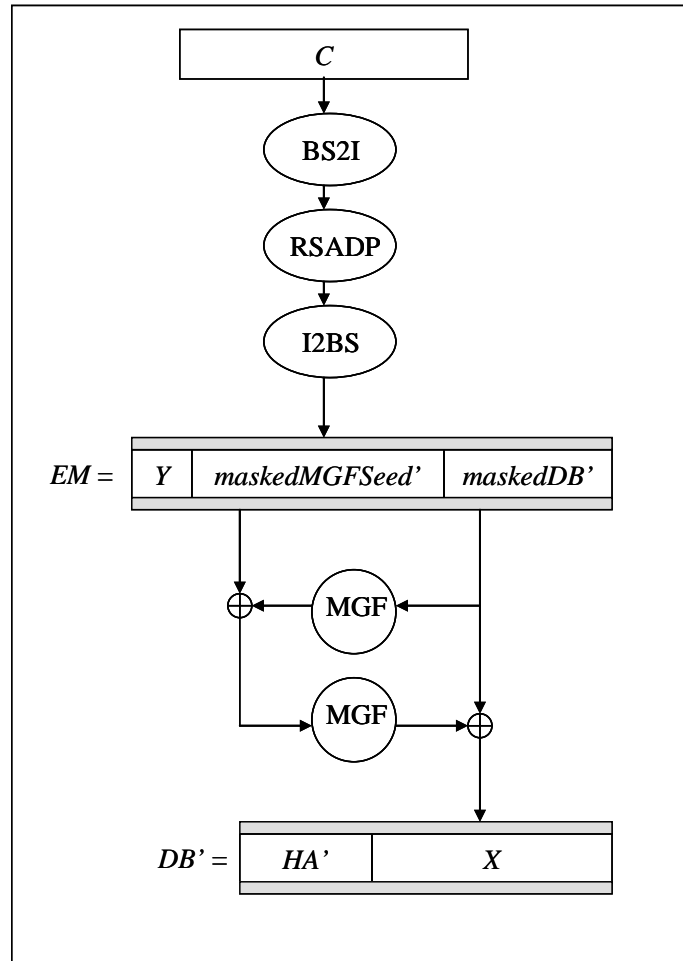 C
BS2I
RSADP
I2BS
EM = Y maskedMGFSeed’ maskedDB’
MGF
MGF
DB’ = HA’ X